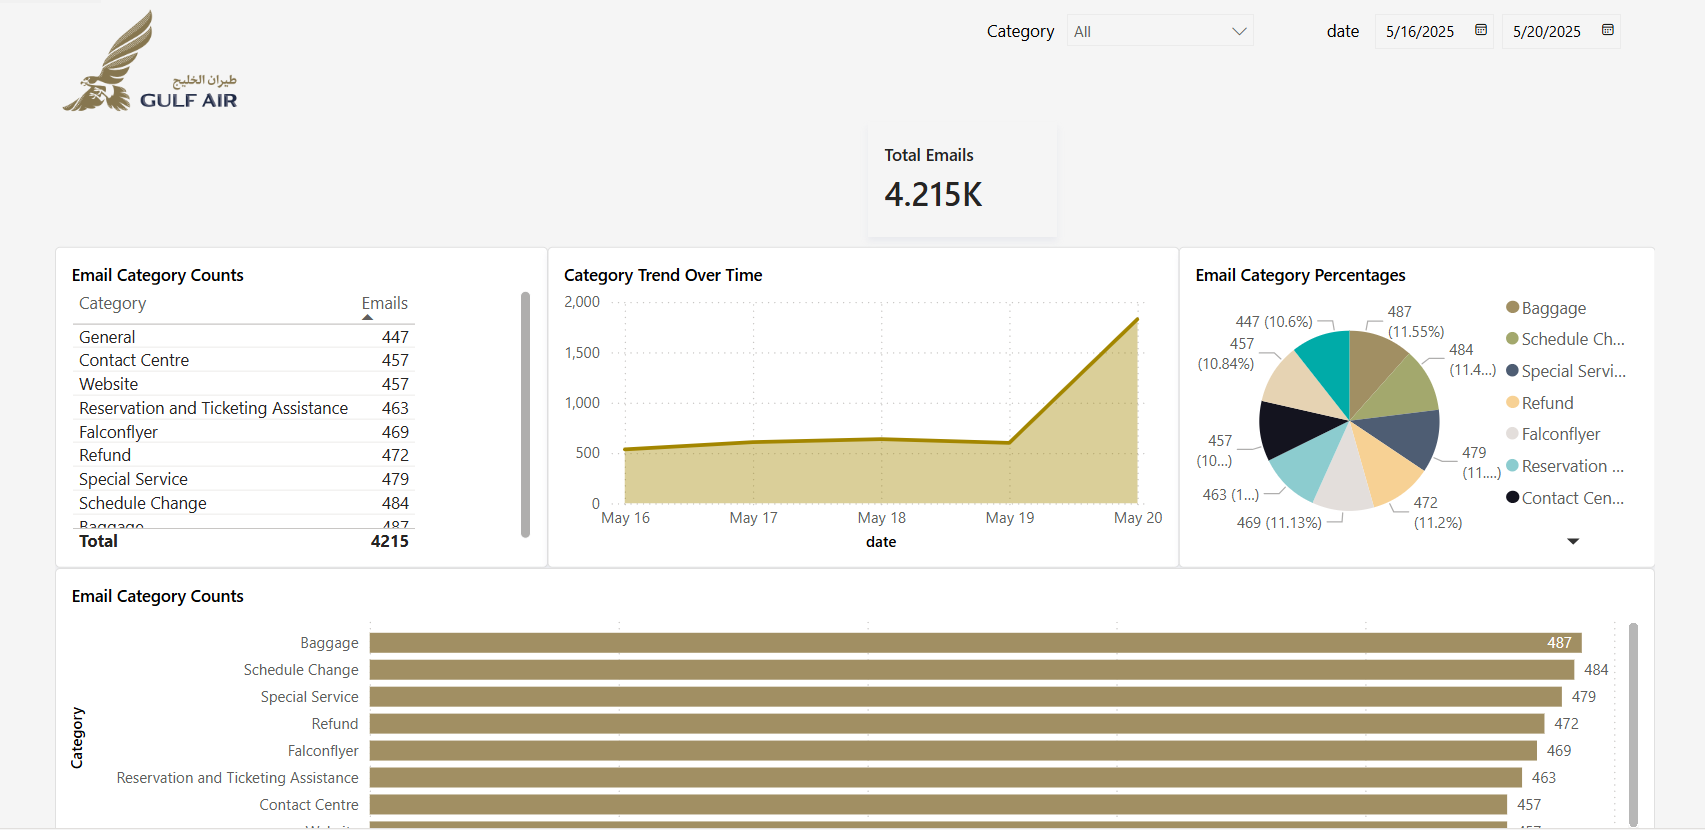 طيران الخليج
GULF AIR
Category All date 5/16/2025 5/20/2025
Total Emails
4.215K
Email Category Counts
Category Emails
General 447
Contact Centre 457
Website 457
Reservation and Ticketing Assistance 463
Falconflyer 469
Refund 472
Special Service 479
Schedule Change 484
Baggage 487
Total 4215
Category Trend Over Time
2,000
1,500
1,000
500
0
May 16 May 17 May 18 May 19 May 20
date
Email Category Percentages
447 (10.6%)
457
(10.84%)
457
(10...)
463 (1...)
469 (11.13%)
487
(11.55%)
484
(11.4...)
479
(11....)
472
(11.2%)
Baggage
Schedule Ch...
Special Servi...
Refund
Falconflyer
Reservation ...
Contact Cen...
Email Category Counts
Category
Baggage 487
Schedule Change 484
Special Service 479
Refund 472
Falconflyer 469
Reservation and Ticketing Assistance 463
Contact Centre 457
Website 457